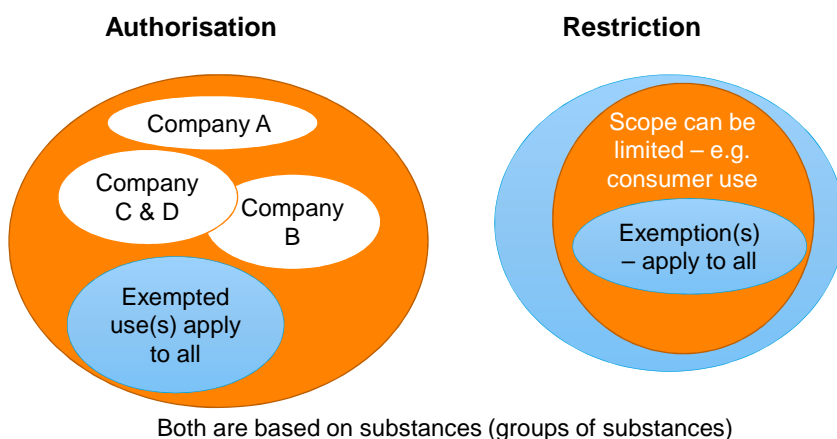 Authorisation
Restriction
Company A
Company
C & D
Company
B
Exempted
use(s) apply
to all
Scope can be
limited – e.g.
consumer use
Exemption(s)
– apply to all
Both are based on substances (groups of substances)